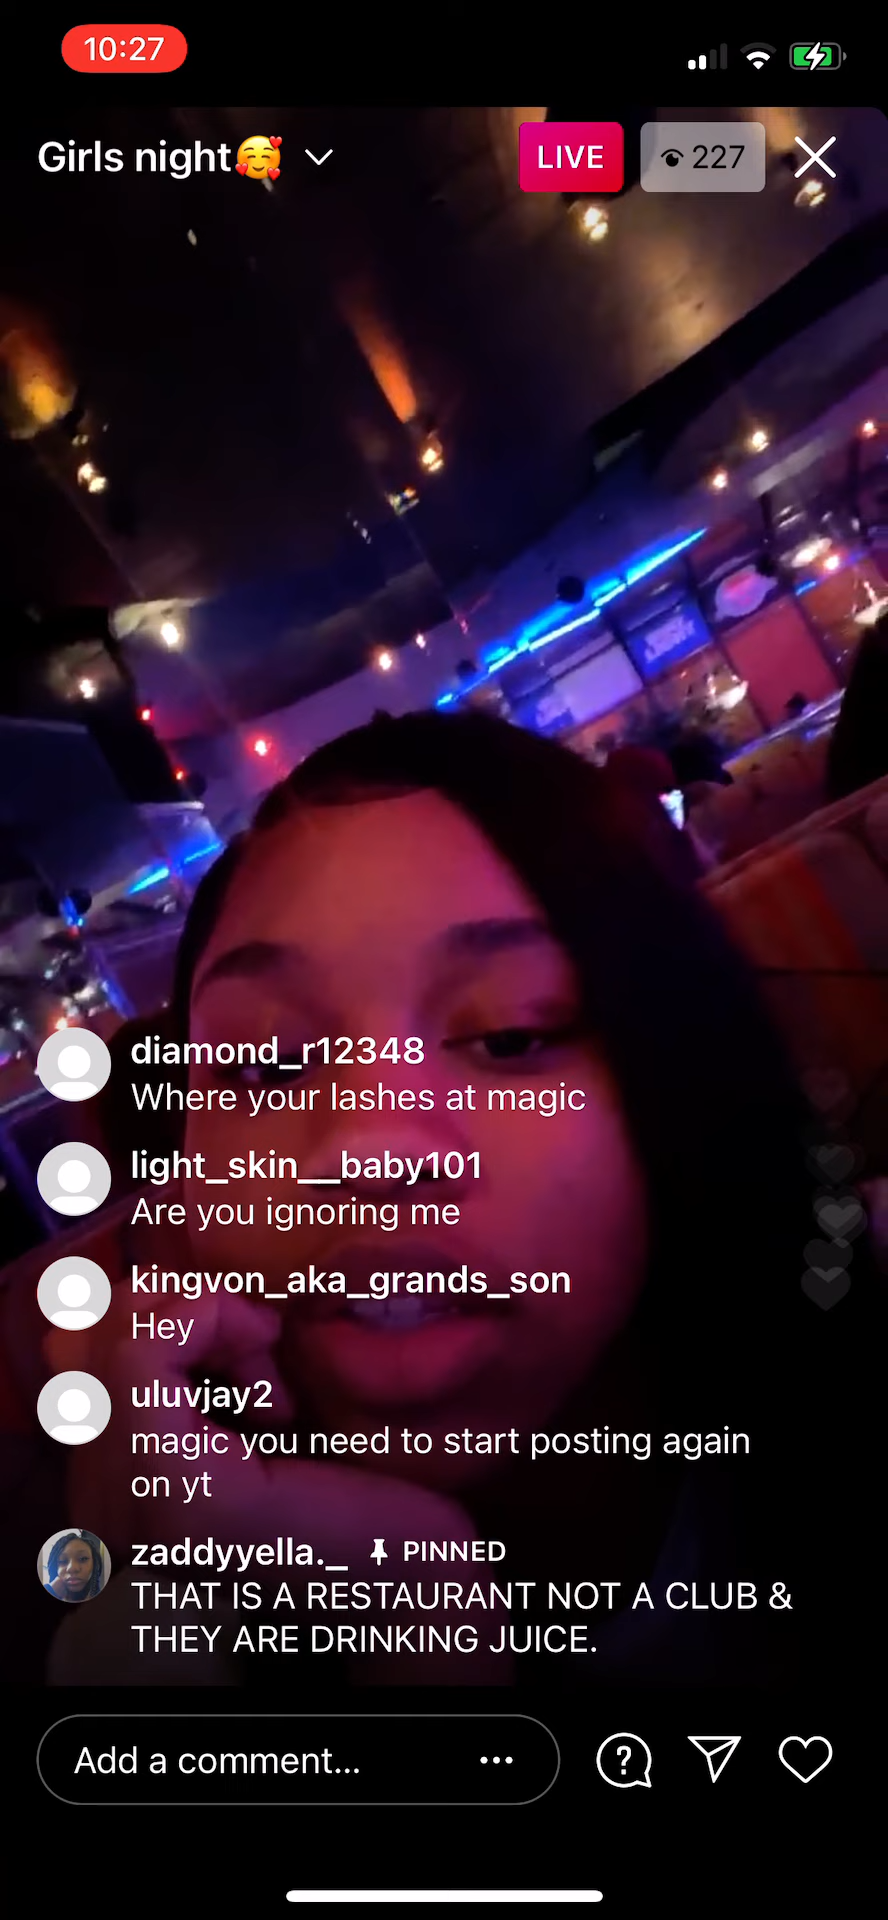 10:27
Girls night🥰
LIVE
227
diamond_r12348
Where your lashes at magic
light_skin__baby101
Are you ignoring me
kingvon_aka_grands_son
Hey
uluvjay2
magic you need to start posting again
on yt
zaddyyella._ PINNED
THAT IS A RESTAURANT NOT A CLUB &
THEY ARE DRINKING JUICE.
Add a comment...